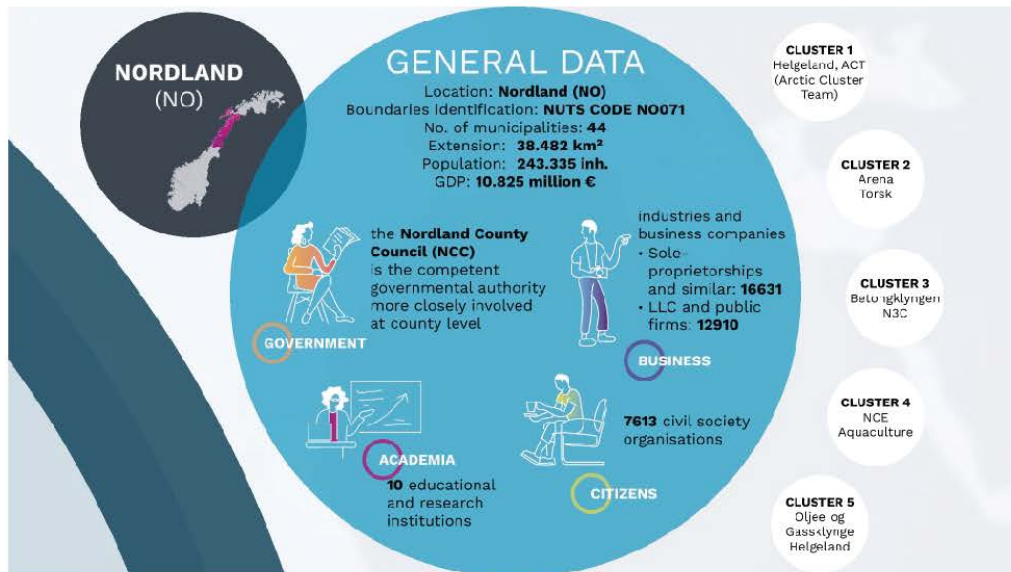 NORDLAND
(NO)
GENERAL DATA
Location: Nordland (NO)
Boundaries Identification: NUTS CODE NO071
No. of municipalities: 44
Extension: 38.482 km²
Population: 243.335 inh.
GDP: 10.825 million €
the Nordland County
Council (NCC)
is the competent
governmental authority
more closely involved
at county level
GOVERNMENT
industries and
business companies
• Sole-
proprietorships
and similar: 16631
• LLC and public
firms: 12910
BUSINESS
ACADEMIA
10 educational
and research
institutions
7613 civil society
organisations
CITIZENS
CLUSTER 1
Helgeland, ACT
(Arctic Cluster
Team)
CLUSTER 2
Arena
Torsk
CLUSTER 3
Betongklyngen
N3C
CLUSTER 4
NCE
Aquaculture
CLUSTER 5
Oljee og
Gassklynge
Helgeland